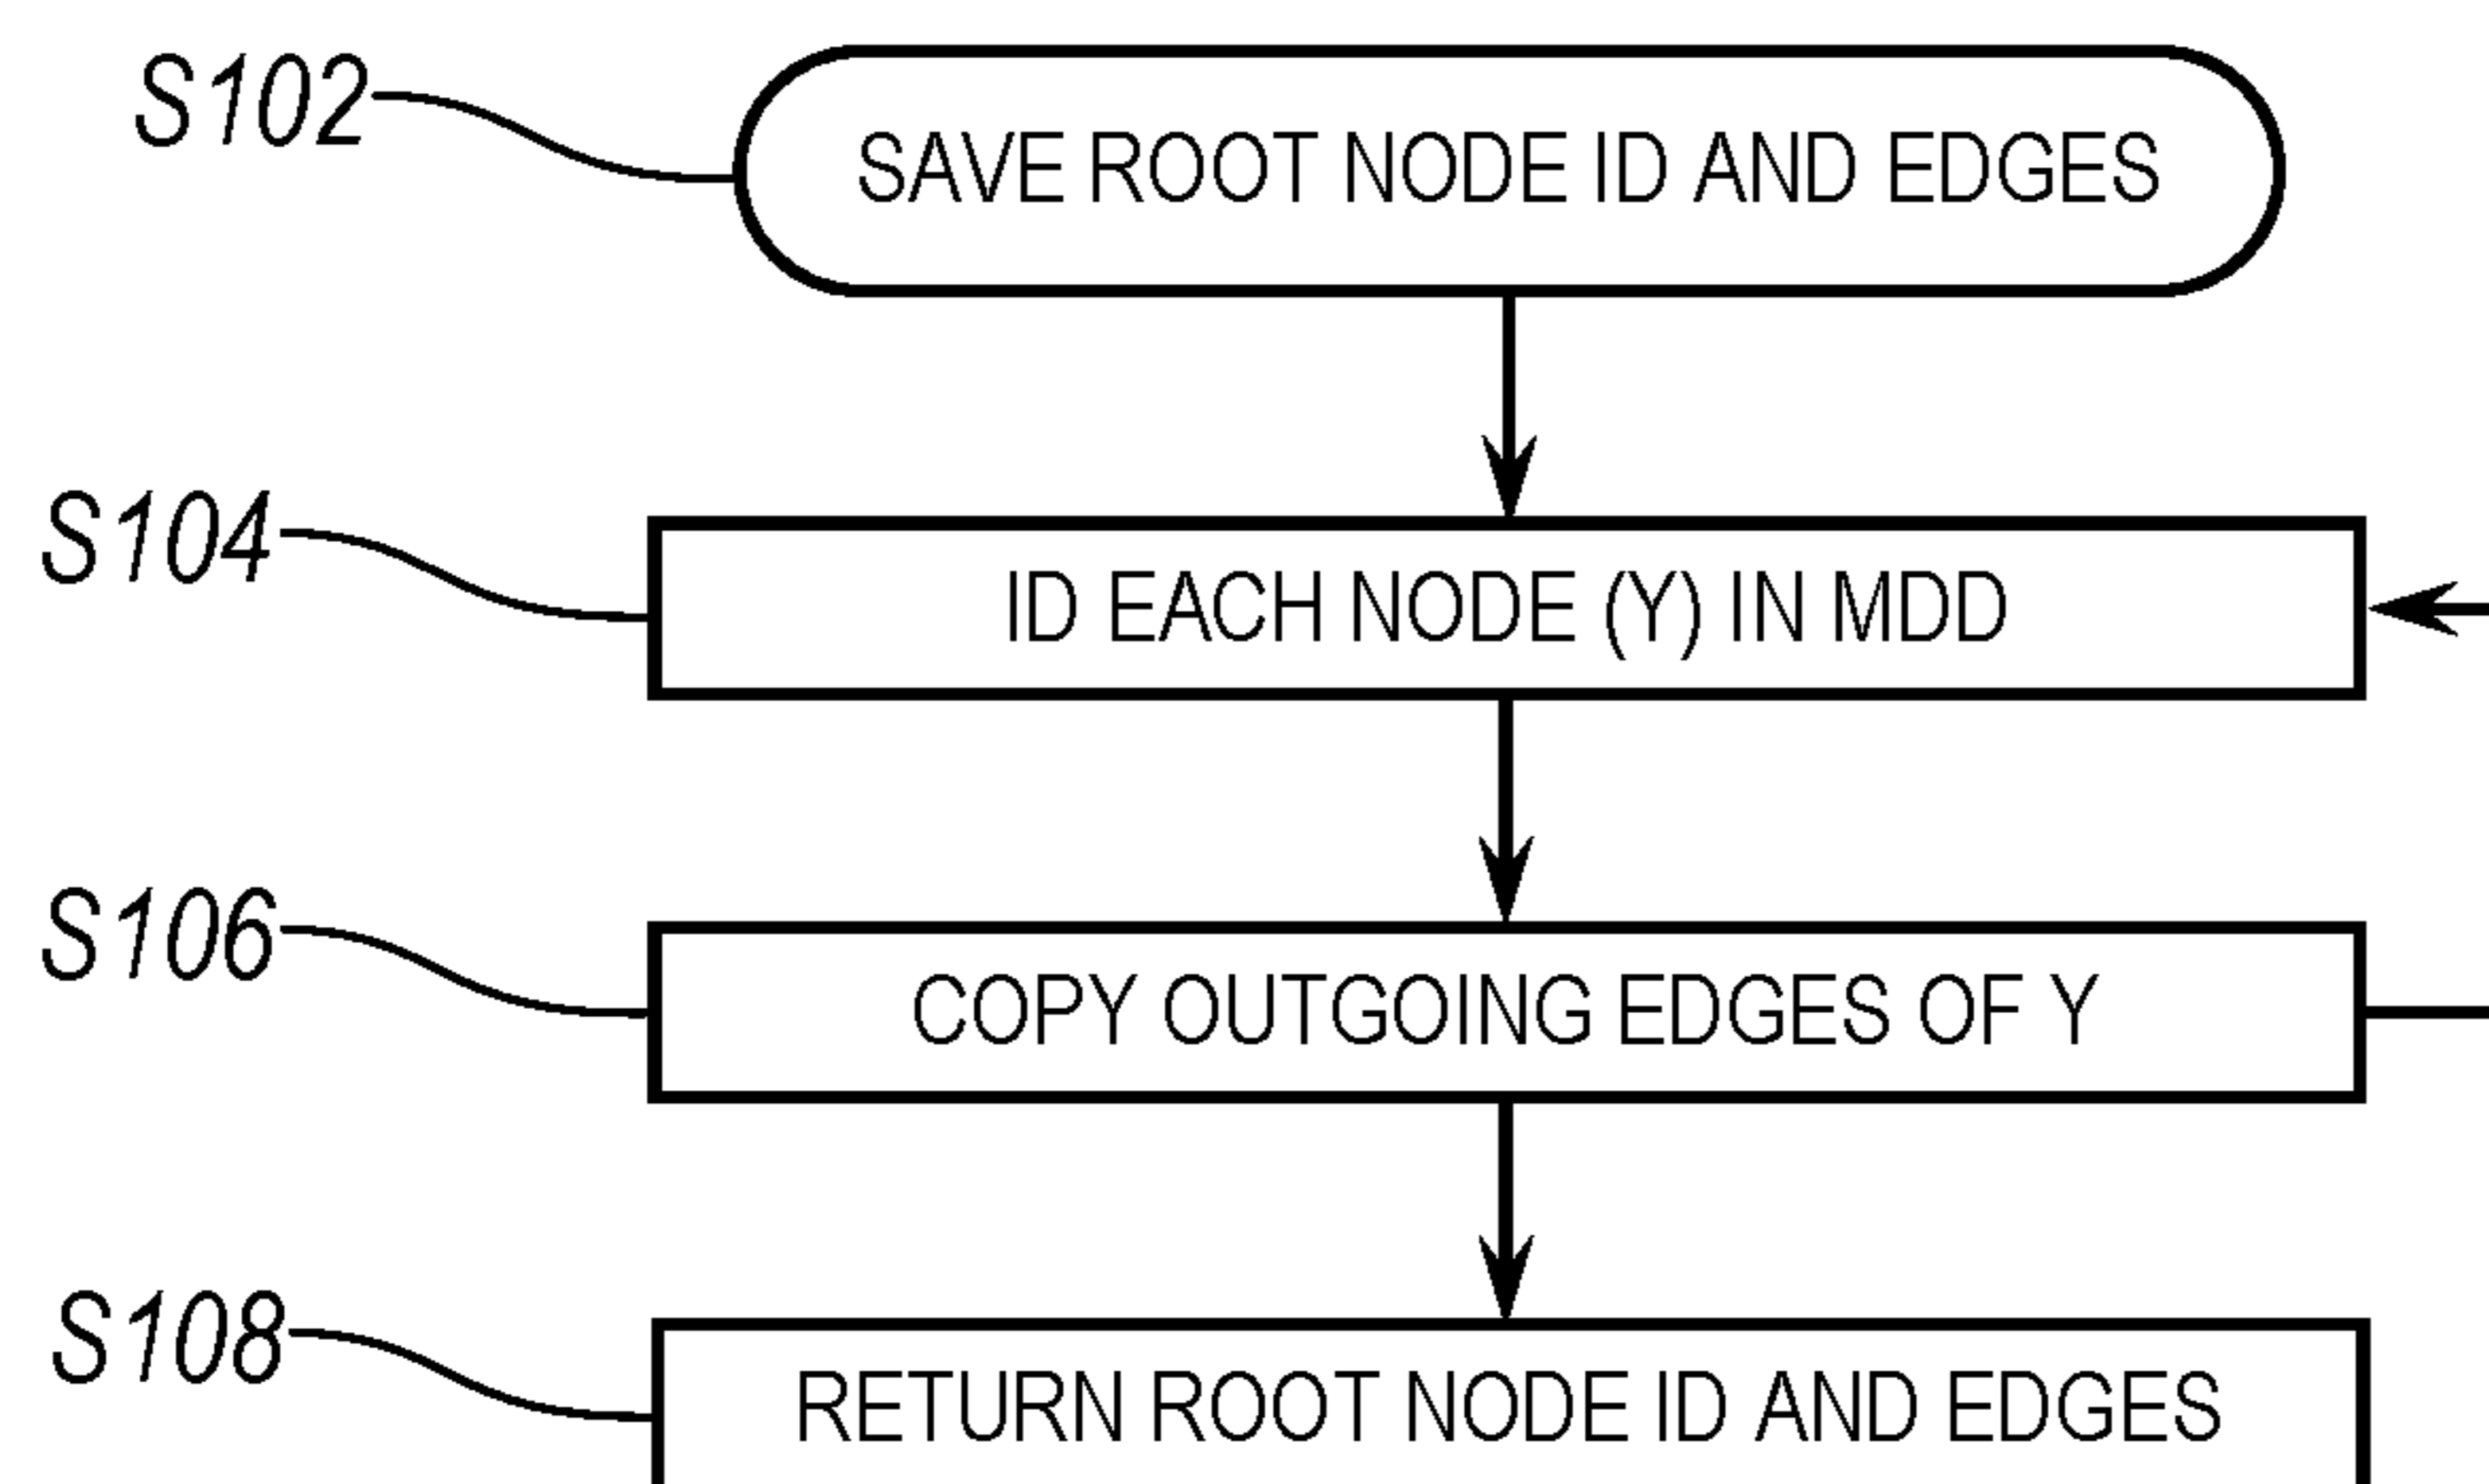 S102
SAVE ROOT NODE ID AND EDGES
S104
ID EACH NODE (Y) IN MDD
S106
COPY OUTGOING EDGES OF Y
S108
RETURN ROOT NODE ID AND EDGES